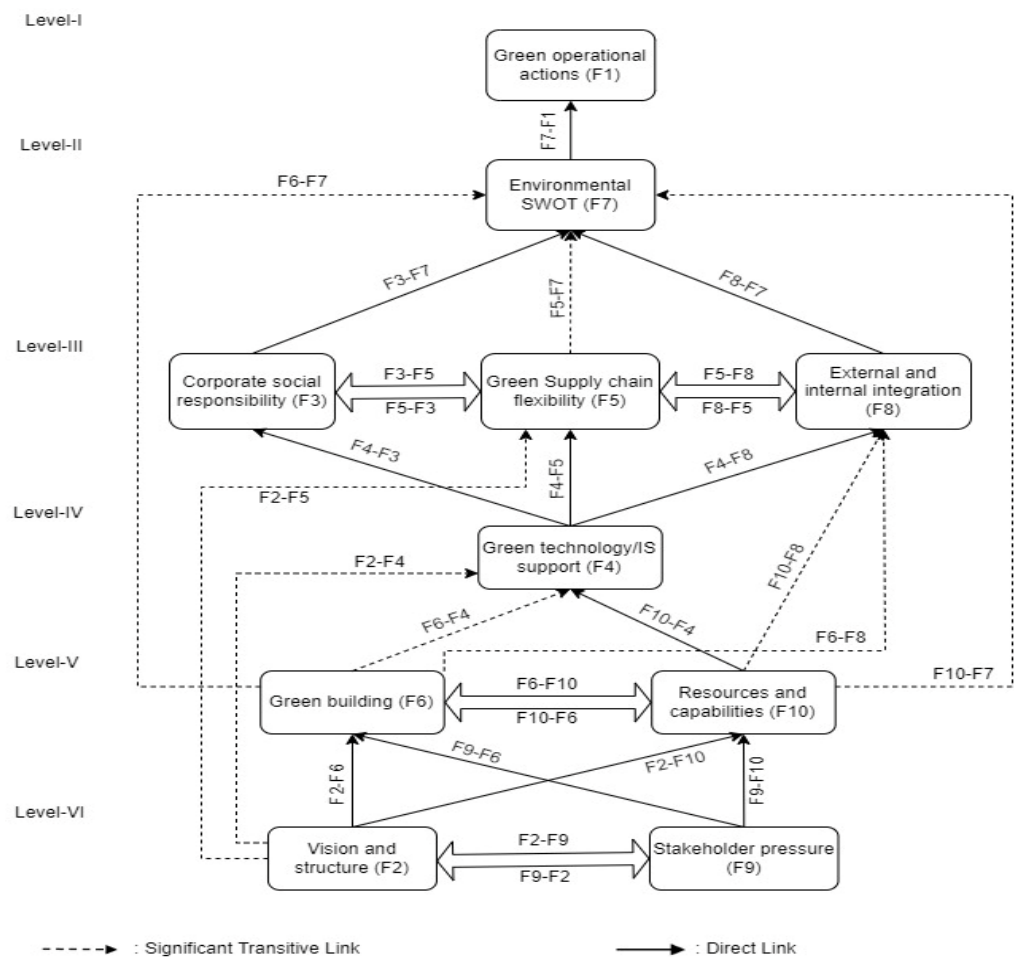 Level-I
Green operational
actions (F1)
F7-F1
Level-II
F6-F7
Environmental
SWOT (F7)
F3-F7
F5-F7
F8-F7
Level-III
Corporate social
responsibility (F3)
F3-F5
F5-F3
Green Supply chain
flexibility (F5)
F5-F8
F8-F5
External and
internal integration
(F8)
F4-F3
F4-F5
F4-F8
F2-F5
Level-IV
Green technology/IS
support (F4)
F2-F4
F10-F8
F6-F4
F10-F4
F6-F8
Level-V
F10-F7
Green building (F6)
F6-F10
F10-F6
Resources and
capabilities (F10)
F9-F6
F2-F6
F2-F10
F9-F10
Level-VI
Vision and
structure (F2)
F2-F9
F9-F2
Stakeholder pressure
(F9)
: Significant Transitive Link
: Direct Link